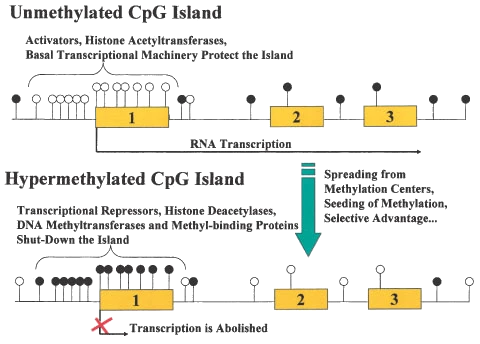 Unmethylated CpG Island
Activators, Histone Acetyltransferases,
Basal Transcriptional Machinery Protect the Island
1
2
3
RNA Transcription
Hypermethylated CpG Island
Spreading from
Methylation Centers,
Seeding of Methylation,
Selective Advantage...
Transcriptional Repressors, Histone Deacetylases,
DNA Methyltransferases and Methyl-binding Proteins
Shut-Down the Island
1
2
3
Transcription is Abolished